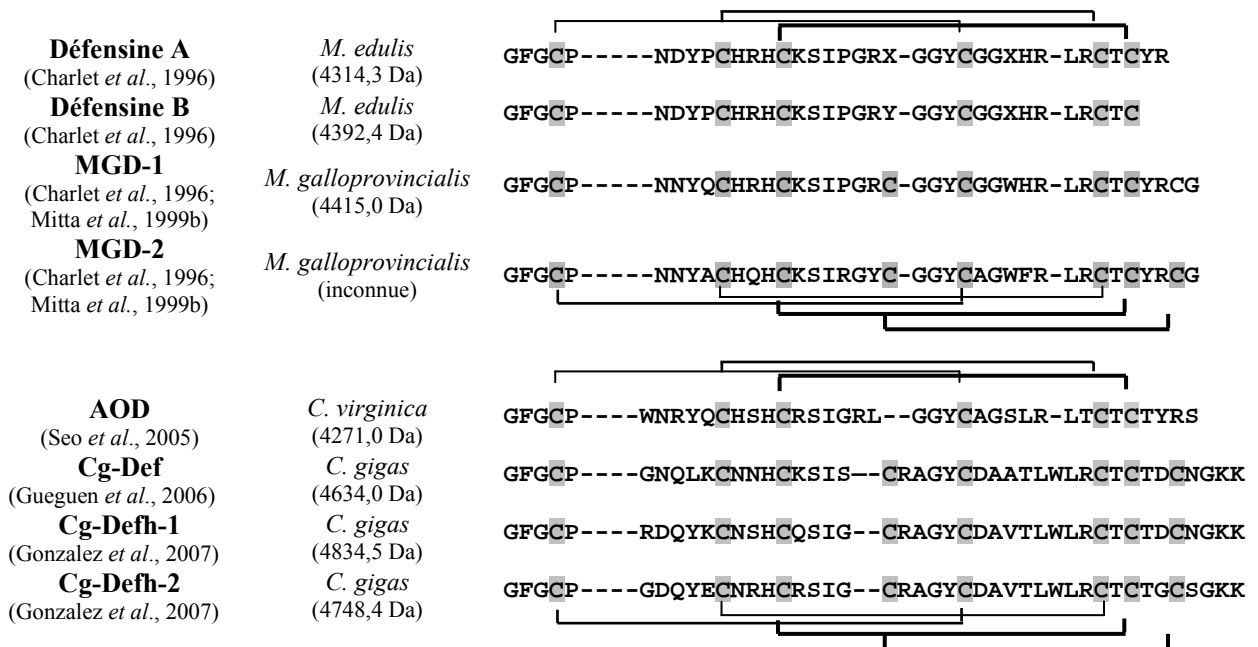 Défensine A M. edulis GFGCP-----NDYPCHRHCKSIPGRX-GGYCGGXHR-LRCTCYR
(Charlet et al., 1996) (4314,3 Da)
Défensine B M. edulis GFGCP-----NDYPCHRHCKSIPGRY-GGYCGGXHR-LRCTC
(Charlet et al., 1996) (4392,4 Da)
MGD-1 M. galloprovincialis GFGCP-----NNYQCHRHCKSIPGRC-GGYCGGWHR-LRCTCYRCG
(Charlet et al., 1996; (4415,0 Da)
Mitta et al., 1999b)
MGD-2 M. galloprovincialis GFGCP-----NNYACHQHCKSIRGYC-GGYCAGWFR-LRCTCYRCG
(Charlet et al., 1996; (inconnue)
Mitta et al., 1999b)
AOD C. virginica GFGCP----WNRYQCHSHCRSIGRL--GGYCAGSLR-LTCTCTYRS
(Seo et al., 2005) (4271,0 Da)
Cg-Def C. gigas GFGCP----GNQLKCNNHCKSIS–-CRAGYCDAATLWLRCTCTDCNGKK
(Gueguen et al., 2006) (4634,0 Da)
Cg-Defh-1 C. gigas GFGCP----RDQYKCNSHCQSIG--CRAGYCDAVTLWLRCTCTDCNGKK
(Gonzalez et al., 2007) (4834,5 Da)
Cg-Defh-2 C. gigas GFGCP----GDQYECNRHCRSIG--CRAGYCDAVTLWLRCTCTGCSGKK
(Gonzalez et al., 2007) (4748,4 Da)